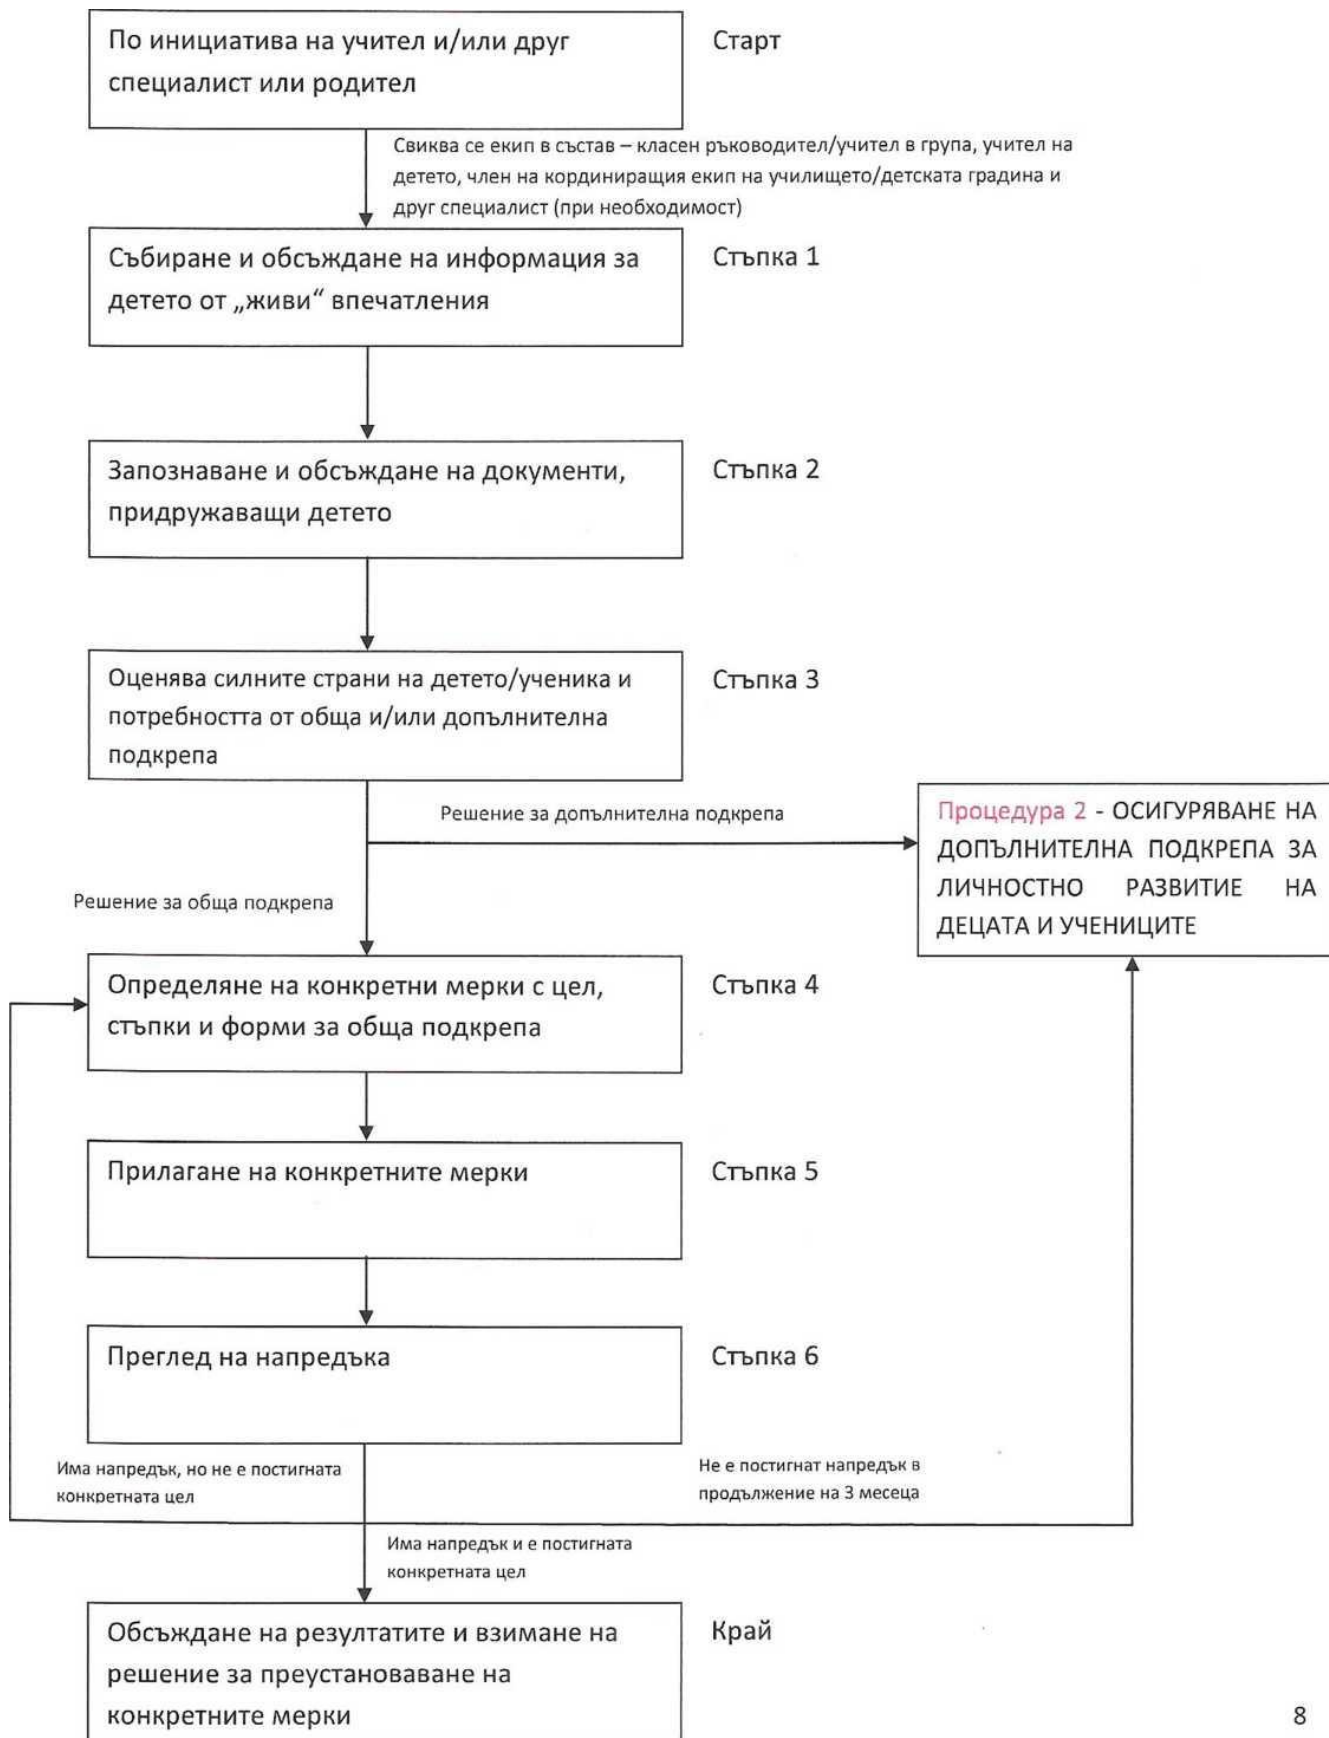 По инициатива на учител и/или друг
специалист или родител
Старт
Свиква се екип в състав – класен ръководител/учител в група, учител на
детето, член на кординиращия екип на училището/детската градина и
друг специалист (при необходимост)
Събиране и обсъждане на информация за
детето от „живи“ впечатления
Стъпка 1
Запознаване и обсъждане на документи,
придружаващи детето
Стъпка 2
Оценява силните страни на детето/ученика и
потребността от обща и/или допълнителна
подкрепа
Стъпка 3
Решение за допълнителна подкрепа
Процедура 2 - ОСИГУРЯВАНЕ НА
ДОПЪЛНИТЕЛНА ПОДКРЕПА ЗА
ЛИЧНОСТНО РАЗВИТИЕ НА
ДЕЦАТА И УЧЕНИЦИТЕ
Решение за обща подкрепа
Определяне на конкретни мерки с цел,
стъпки и форми за обща подкрепа
Стъпка 4
Прилагане на конкретните мерки
Стъпка 5
Преглед на напредъка
Стъпка 6
Има напредък, но не е постигната
конкретната цел
Не е постигнат напредък в
продължение на 3 месеца
Има напредък и е постигната
конкретната цел
Обсъждане на резултатите и взимане на
решение за преустановаване на
конкретните мерки
Край
8